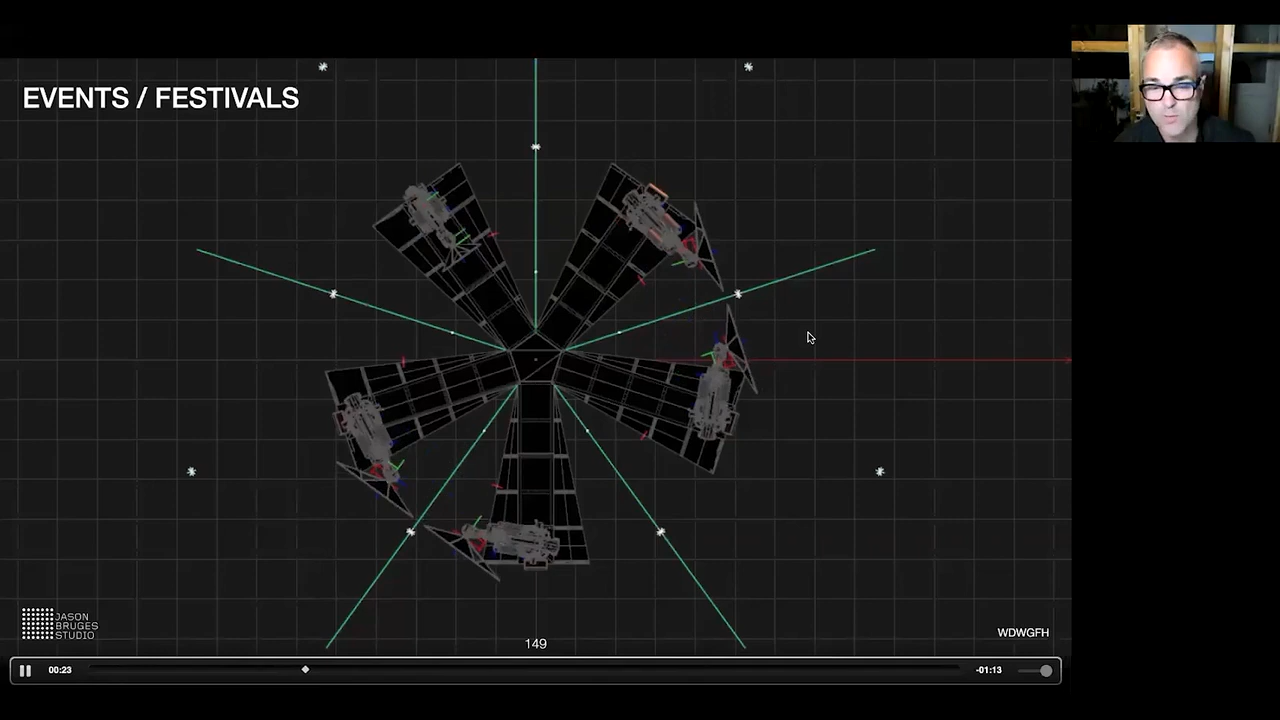 EVENTS / FESTIVALS
JASON
BRUGES
STUDIO
149
WDWGFH
00:23
-01:13